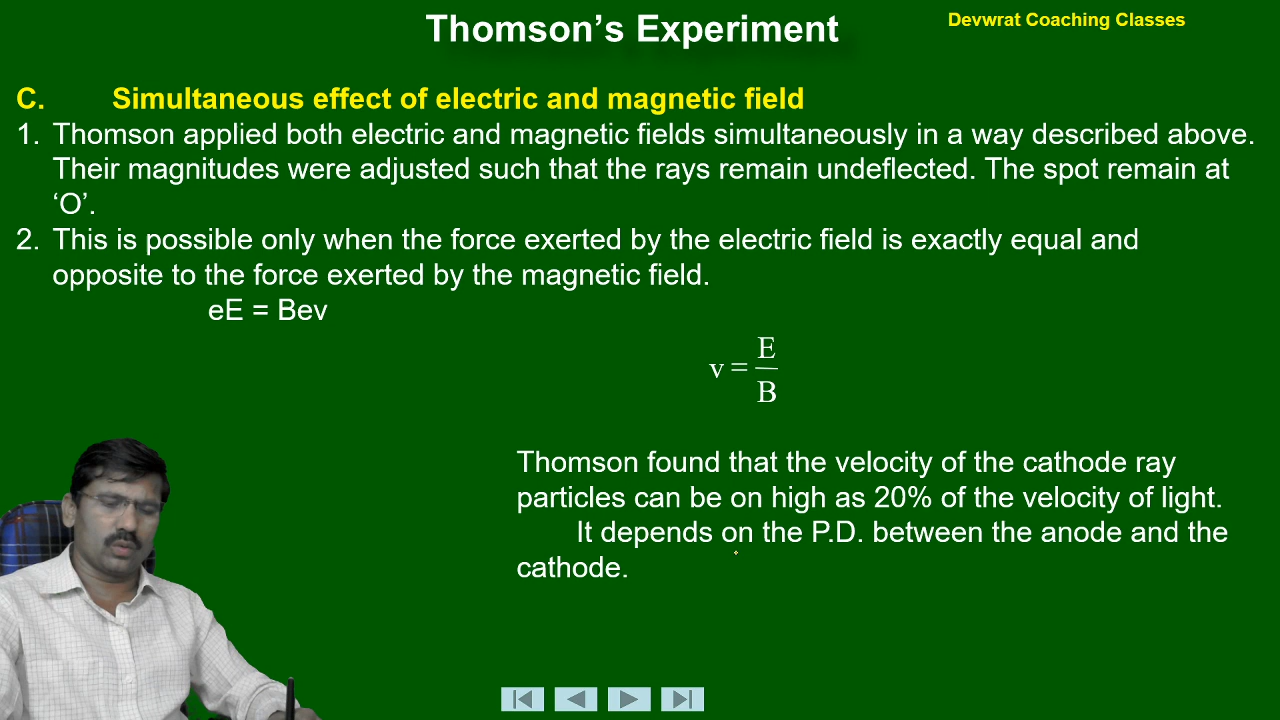 Thomson’s Experiment
Devwrat Coaching Classes
C. Simultaneous effect of electric and magnetic field
1. Thomson applied both electric and magnetic fields simultaneously in a way described above.
Their magnitudes were adjusted such that the rays remain undeflected. The spot remain at
‘O’.
2. This is possible only when the force exerted by the electric field is exactly equal and
opposite to the force exerted by the magnetic field.
eE = Bev
v = E/B
Thomson found that the velocity of the cathode ray
particles can be on high as 20% of the velocity of light.
It depends on the P.D. between the anode and the
cathode.